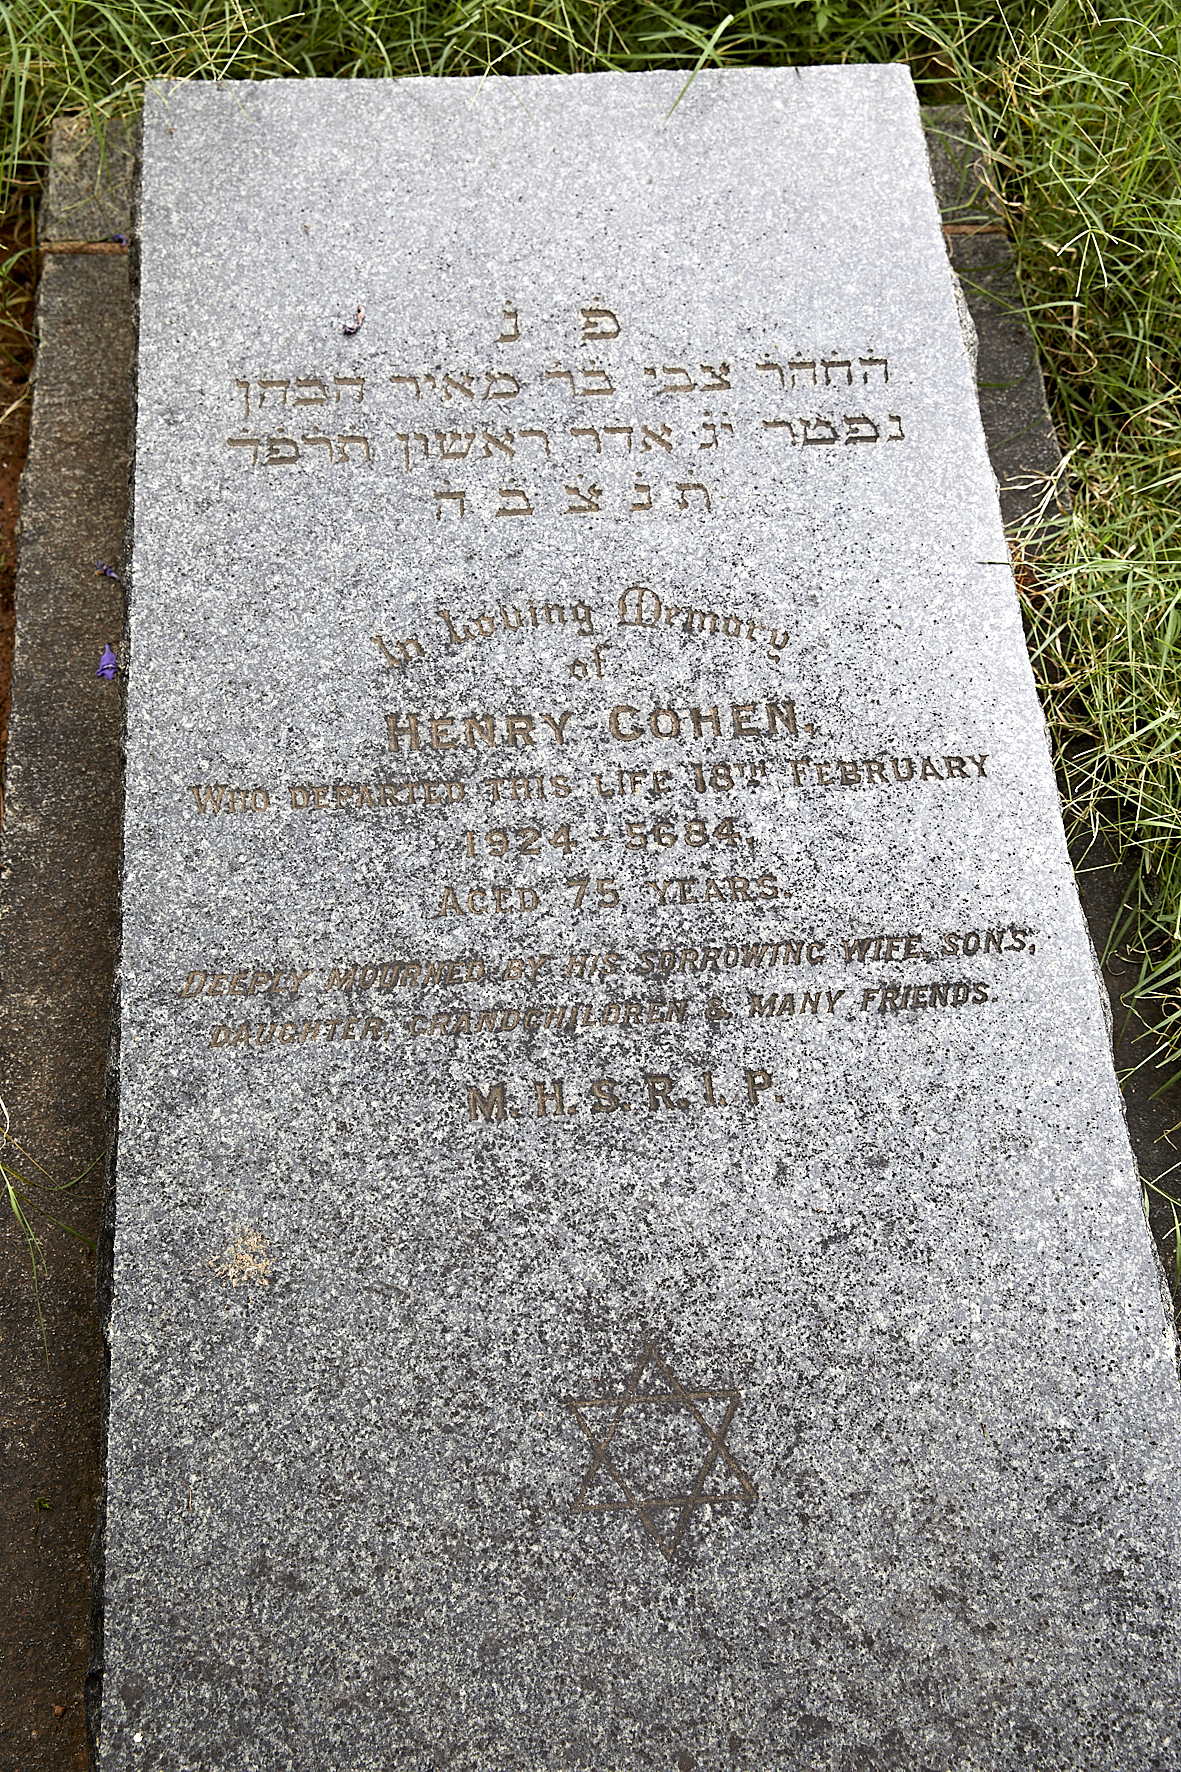 פ נ
החהר צבי בר מאיר הכהן
נפטר יג אדר ראשון תרפד
ת נ צ ב ה
In Loving Memory
of
HENRY COHEN,
WHO DEPARTED THIS LIFE 18TH FEBRUARY
1924 - 5684,
AGED 75 YEARS.
DEEPLY MOURNED BY HIS SORROWING WIFE, SONS,
DAUGHTER, GRANDCHILDREN & MANY FRIENDS.
M. H. S. R. I. P.